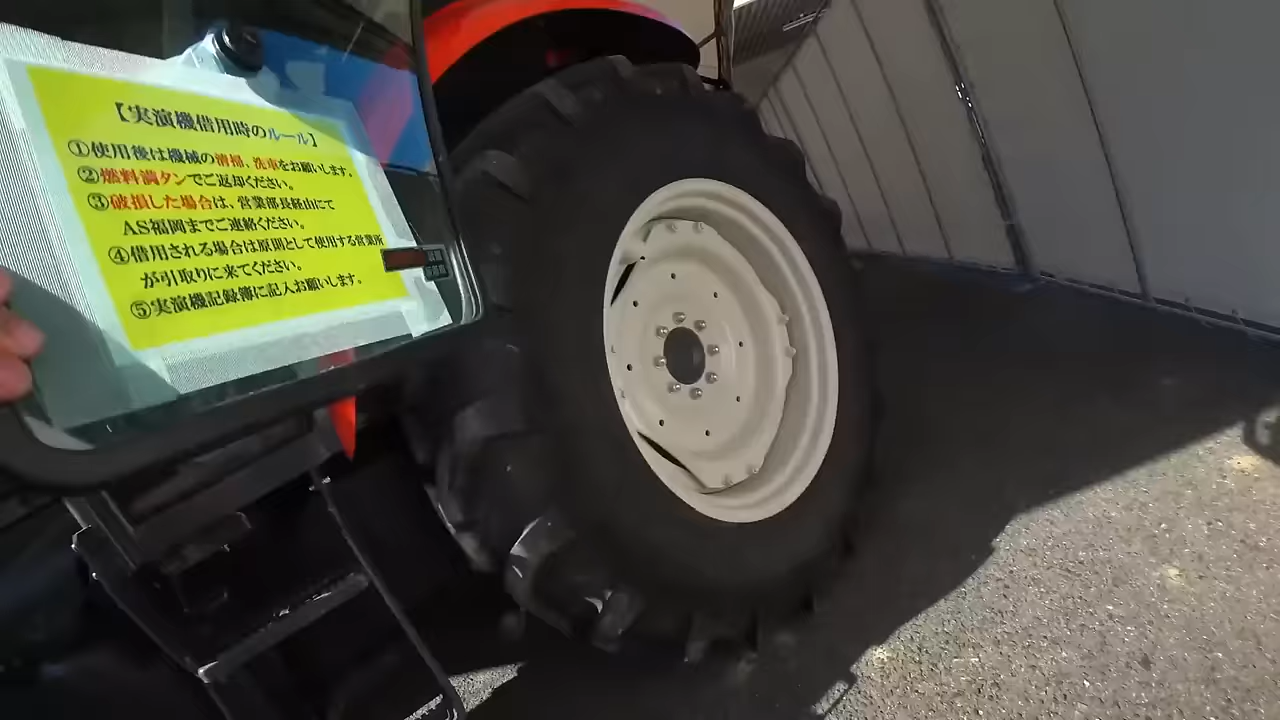 【実演機借用時のルール】
①使用後は機械の清掃、洗車をお願いします。
②燃料満タンでご返却ください。
③破損した場合は、営業部長経由にて
AS福岡までご連絡ください。
④借用される場合は原則として使用する営業所
が引取りに来てください。
⑤実演機記録簿に記入お願いします。